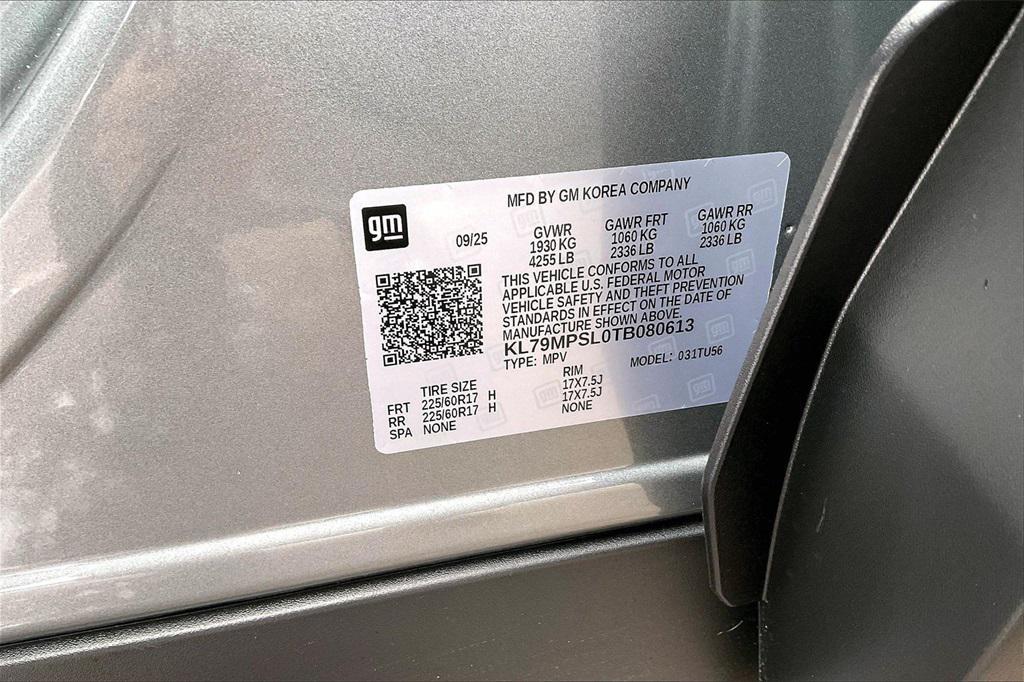 MFD BY GM KOREA COMPANY
gm
09/25
GVWR GAWR FRT GAWR RR
1930 KG 1060 KG 1060 KG
4255 LB 2336 LB 2336 LB
THIS VEHICLE CONFORMS TO ALL
APPLICABLE U.S. FEDERAL MOTOR
VEHICLE SAFETY AND THEFT PREVENTION
STANDARDS IN EFFECT ON THE DATE OF
MANUFACTURE SHOWN ABOVE.
KL79MPSL0TB080613
TYPE: MPV MODEL: 031TU56
TIRE SIZE RIM
FRT 225/60R17 H 17X7.5J
RR 225/60R17 H 17X7.5J
SPA NONE NONE